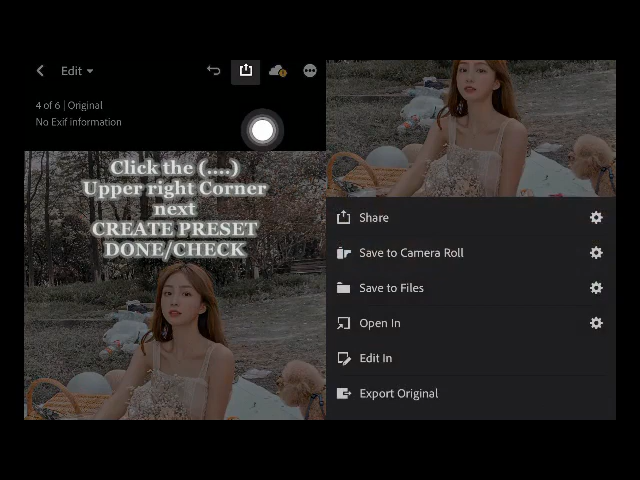 Edit
4 of 6 | Original
No Exif information
Click the (....)
Upper right Corner
next
CREATE PRESET
DONE/CHECK
Share
Save to Camera Roll
Save to Files
Open In
Edit In
Export Original